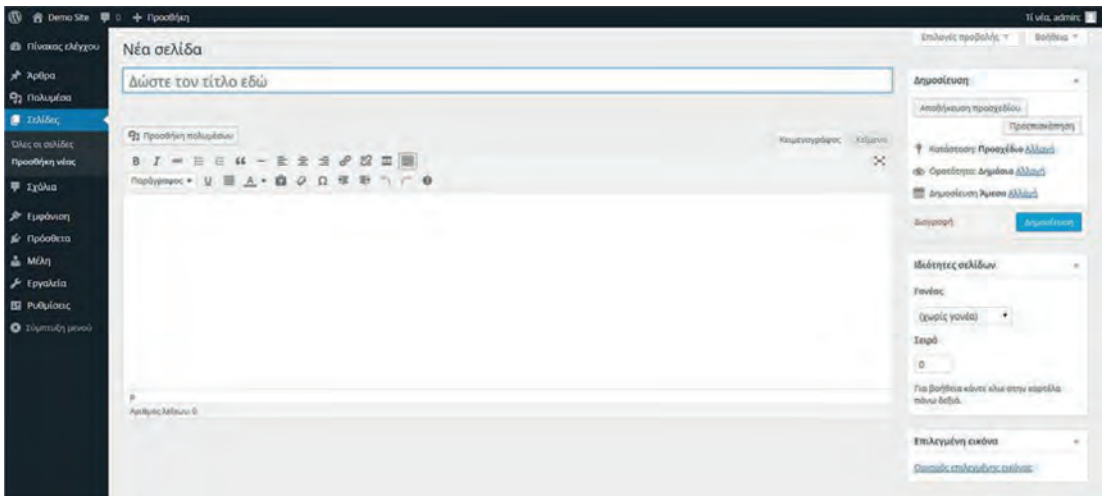 Demo Site 0 + Προσθήκη
Τί νέα, admin;
Πίνακας ελέγχου
Άρθρα
Πολυμέσα
Σελίδες
Όλες οι σελίδες
Προσθήκη νέας
Σχόλια
Εμφάνιση
Πρόσθετα
Μέλη
Εργαλεία
Ρυθμίσεις
Σύμπτυξη μενού
Επιλογές προβολής
Βοήθεια
Νέα σελίδα
Δώστε τον τίτλο εδώ
Προσθήκη πολυμέσων
Κειμενογράφος Κείμενο
Παράγραφος
p
Αριθμός λέξεων: 0
Δημοσίευση
Αποθήκευση προσχεδίου
Προεπισκόπηση
Κατάσταση: Προσχέδιο Αλλαγή
Ορατότητα: Δημόσια Αλλαγή
Δημοσίευση Άμεσα Αλλαγή
Διαγραφή
Δημοσίευση
Ιδιότητες σελίδων
Γονέας
(χωρίς γονέα)
Σειρά
0
Για βοήθεια κάντε κλικ στην καρτέλα
πάνω δεξιά.
Επιλεγμένη εικόνα
Ορισμός επιλεγμένης εικόνας